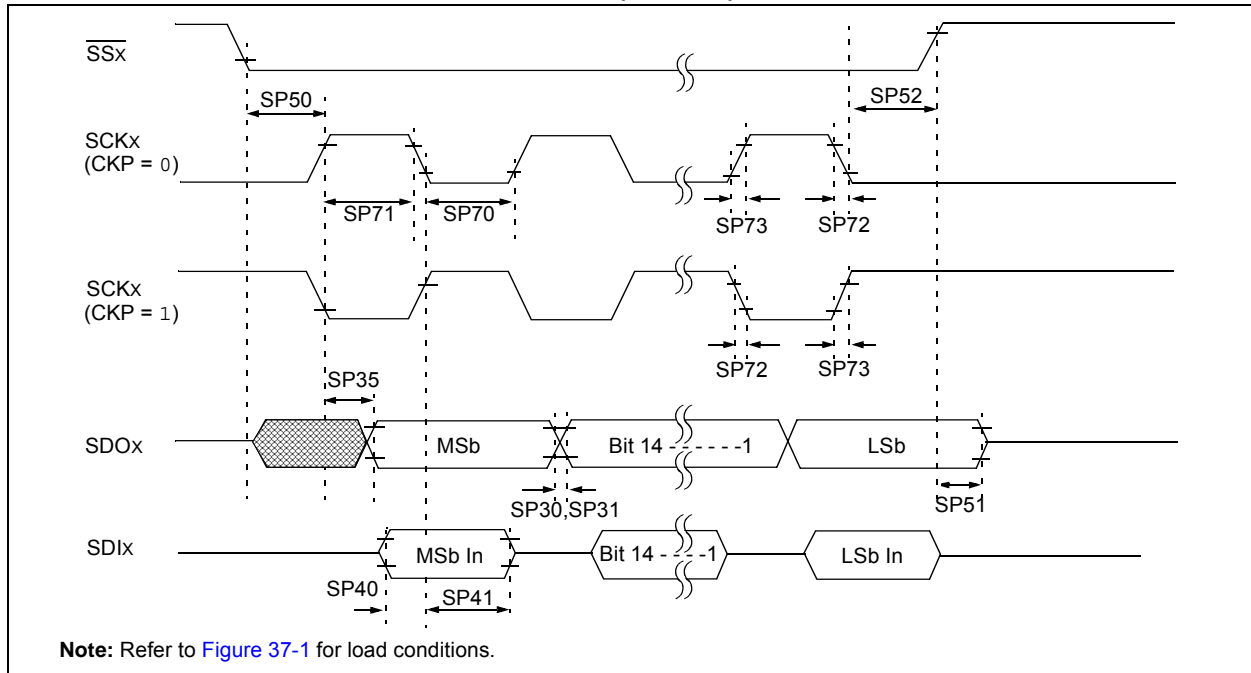 SSX
SP50
SP52
SCKX
(CKP = 0)
SP71
SP70
SP73
SP72
SCKX
(CKP = 1)
SP72
SP73
SP35
SDOX
MSb
Bit 14 - - - - - -1
LSb
SP30,SP31
SP51
SDIX
MSb In
Bit 14 - - - -1
LSb In
SP40
SP41
Note: Refer to Figure 37-1 for load conditions.